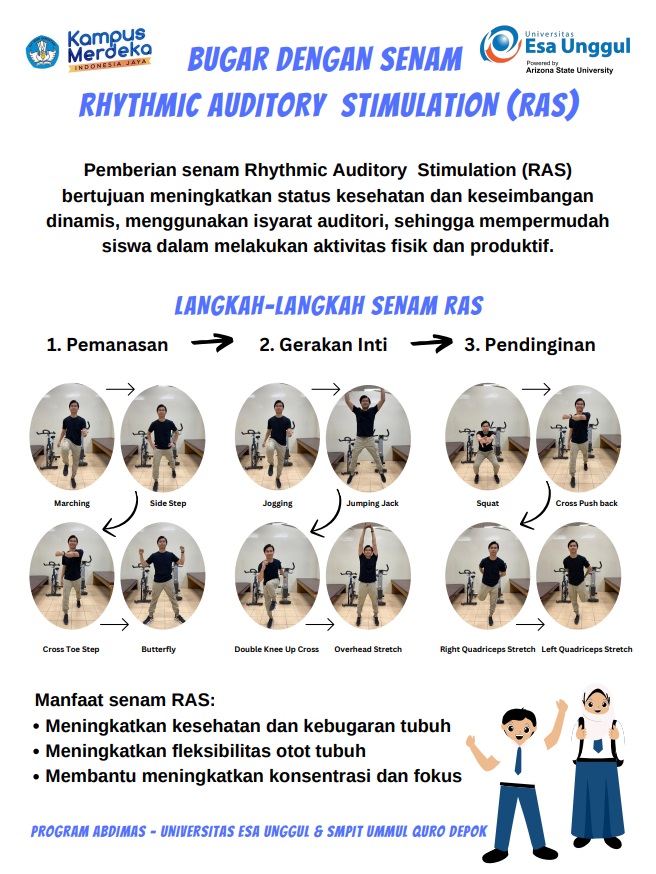 Kampus
Merdeka
INDONESIA JAYA
Universitas
Esa Unggul
Powered by
Arizona State University
BUGAR DENGAN SENAM
RHYTHMIC AUDITORY STIMULATION (RAS)
Pemberian senam Rhythmic Auditory Stimulation (RAS)
bertujuan meningkatkan status kesehatan dan keseimbangan
dinamis, menggunakan isyarat auditori, sehingga mempermudah
siswa dalam melakukan aktivitas fisik dan produktif.
LANGKAH-LANGKAH SENAM RAS
1. Pemanasan 2. Gerakan Inti 3. Pendinginan
Marching Side Step Jogging Jumping Jack Squat Cross Push back
Cross Toe Step Butterfly Double Knee Up Cross Overhead Stretch Right Quadriceps Stretch Left Quadriceps Stretch
Manfaat senam RAS:
• Meningkatkan kesehatan dan kebugaran tubuh
• Meningkatkan fleksibilitas otot tubuh
• Membantu meningkatkan konsentrasi dan fokus
PROGRAM ABDIMAS - UNIVERSITAS ESA UNGGUL & SMPIT UMMUL QURO DEPOK